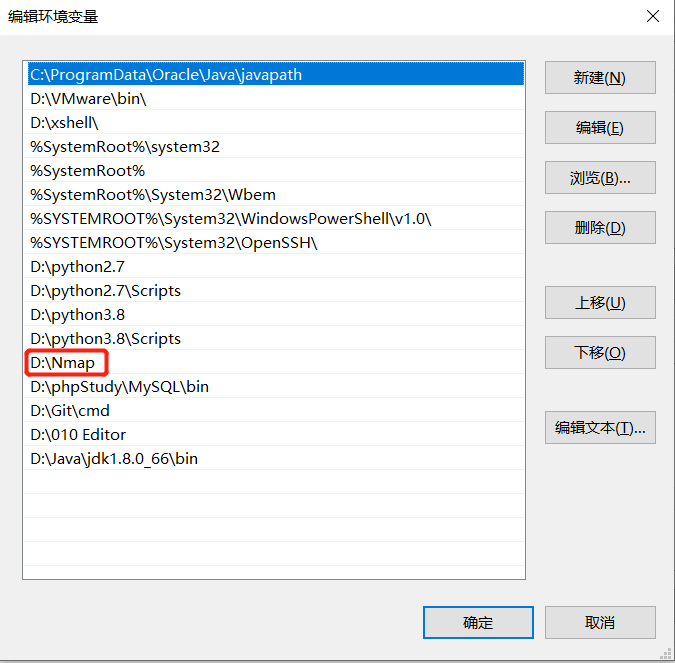 编辑环境变量
C:\ProgramData\Oracle\Java\javapath
D:\VMware\bin\
D:\xshell\
%SystemRoot%\system32
%SystemRoot%
%SystemRoot%\System32\Wbem
%SYSTEMROOT%\System32\WindowsPowerShell\v1.0\
%SYSTEMROOT%\System32\OpenSSH\
D:\python2.7
D:\python2.7\Scripts
D:\python3.8
D:\python3.8\Scripts
D:\Nmap
D:\phpStudy\MySQL\bin
D:\Git\cmd
D:\010 Editor
D:\Java\jdk1.8.0_66\bin
新建(N)
编辑(E)
浏览(B)...
删除(D)
上移(U)
下移(O)
编辑文本(T)...
确定
取消